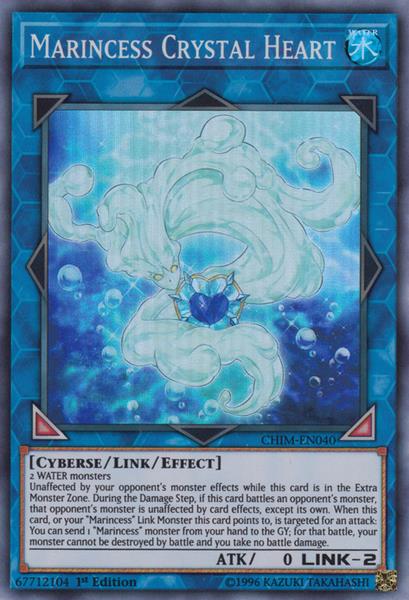 MARINCESS CRYSTAL HEART
WATER
水
CHIM-EN040
[CYBERSE/LINK/EFFECT]
2 WATER monsters
Unaffected by your opponent's monster effects while this card is in the Extra
Monster Zone. During the Damage Step, if this card battles an opponent's monster,
that opponent's monster is unaffected by card effects, except its own. When this
card, or your "Marincess" Link Monster this card points to, is targeted for an attack:
You can send 1 "Marincess" monster from your hand to the GY; for that battle, your
monster cannot be destroyed by battle and you take no battle damage.
ATK/ 0 LINK-2
67712104 1st Edition ©1996 KAZUKI TAKAHASHI